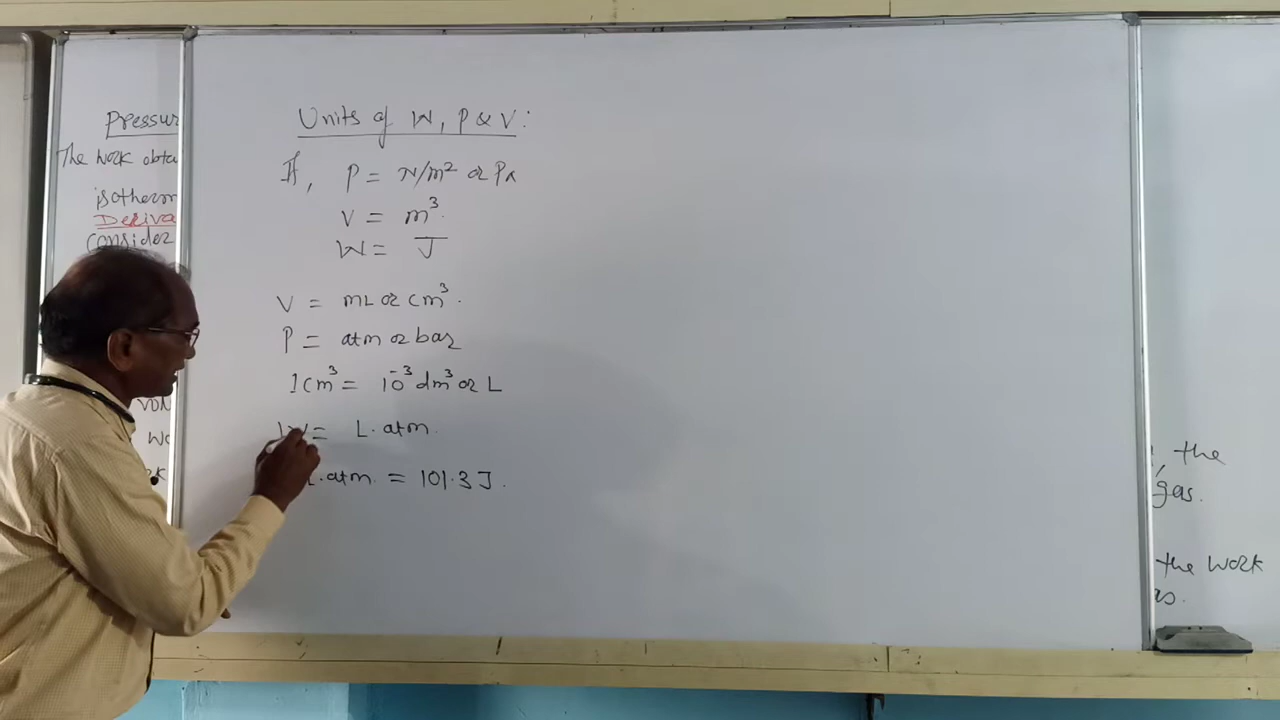 Pressur
The work obta
isotherm
Deriva
consider
Wo
Units of W, P & V:
If, P = N/m² or Pa
V = m³.
W = J
V = mL or cm³.
P = atm or bar
1cm³ = 10⁻³ dm³ or L
W = L.atm.
L.atm. = 101.3 J.
, the
gas.
the work
s.